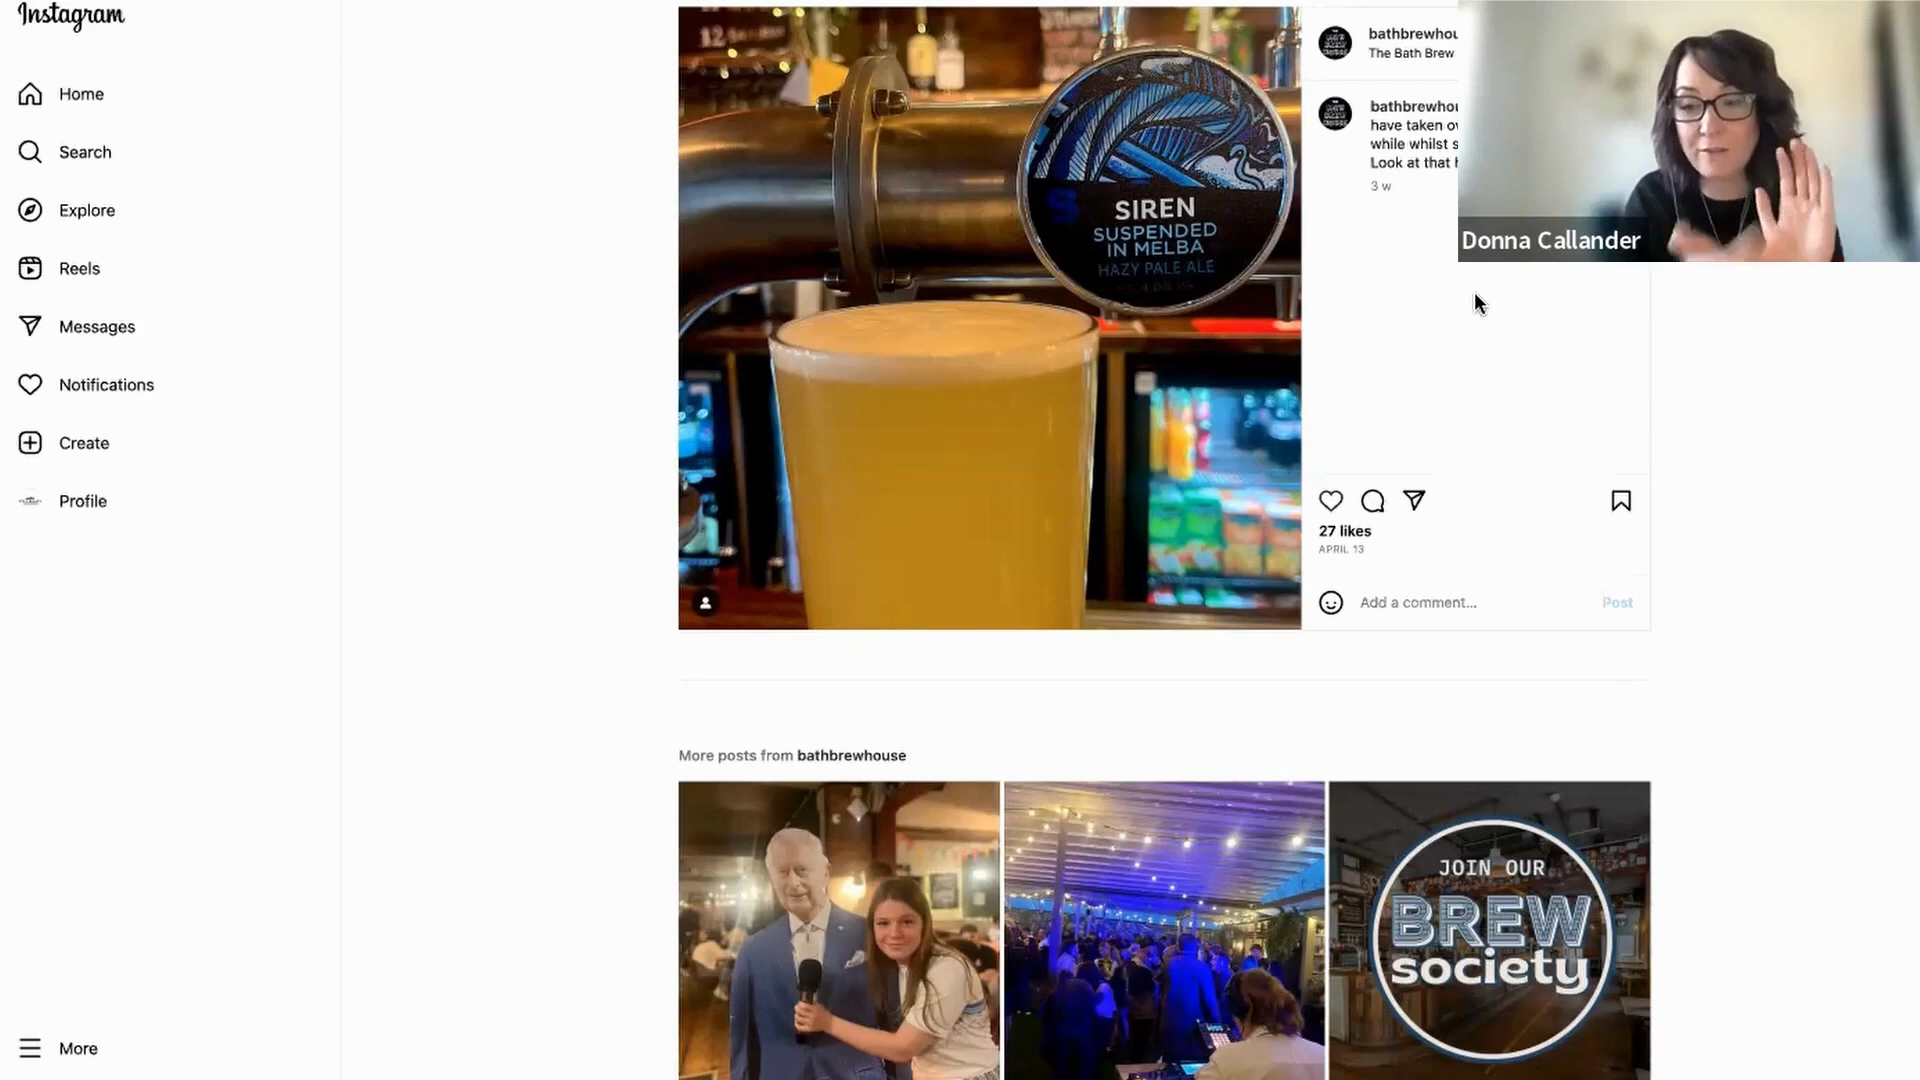 Instagram
Home
Search
Explore
Reels
Messages
Notifications
Create
Profile
More
12
SIREN
SUSPENDED
IN MELBA
HAZY PALE ALE
The Bath Brew
have taken
while whilst
Look at that
3 w
Donna Callander
27 likes
APRIL 13
Add a comment...
Post
More posts from bathbrewhouse
JOIN OUR
BREW
society